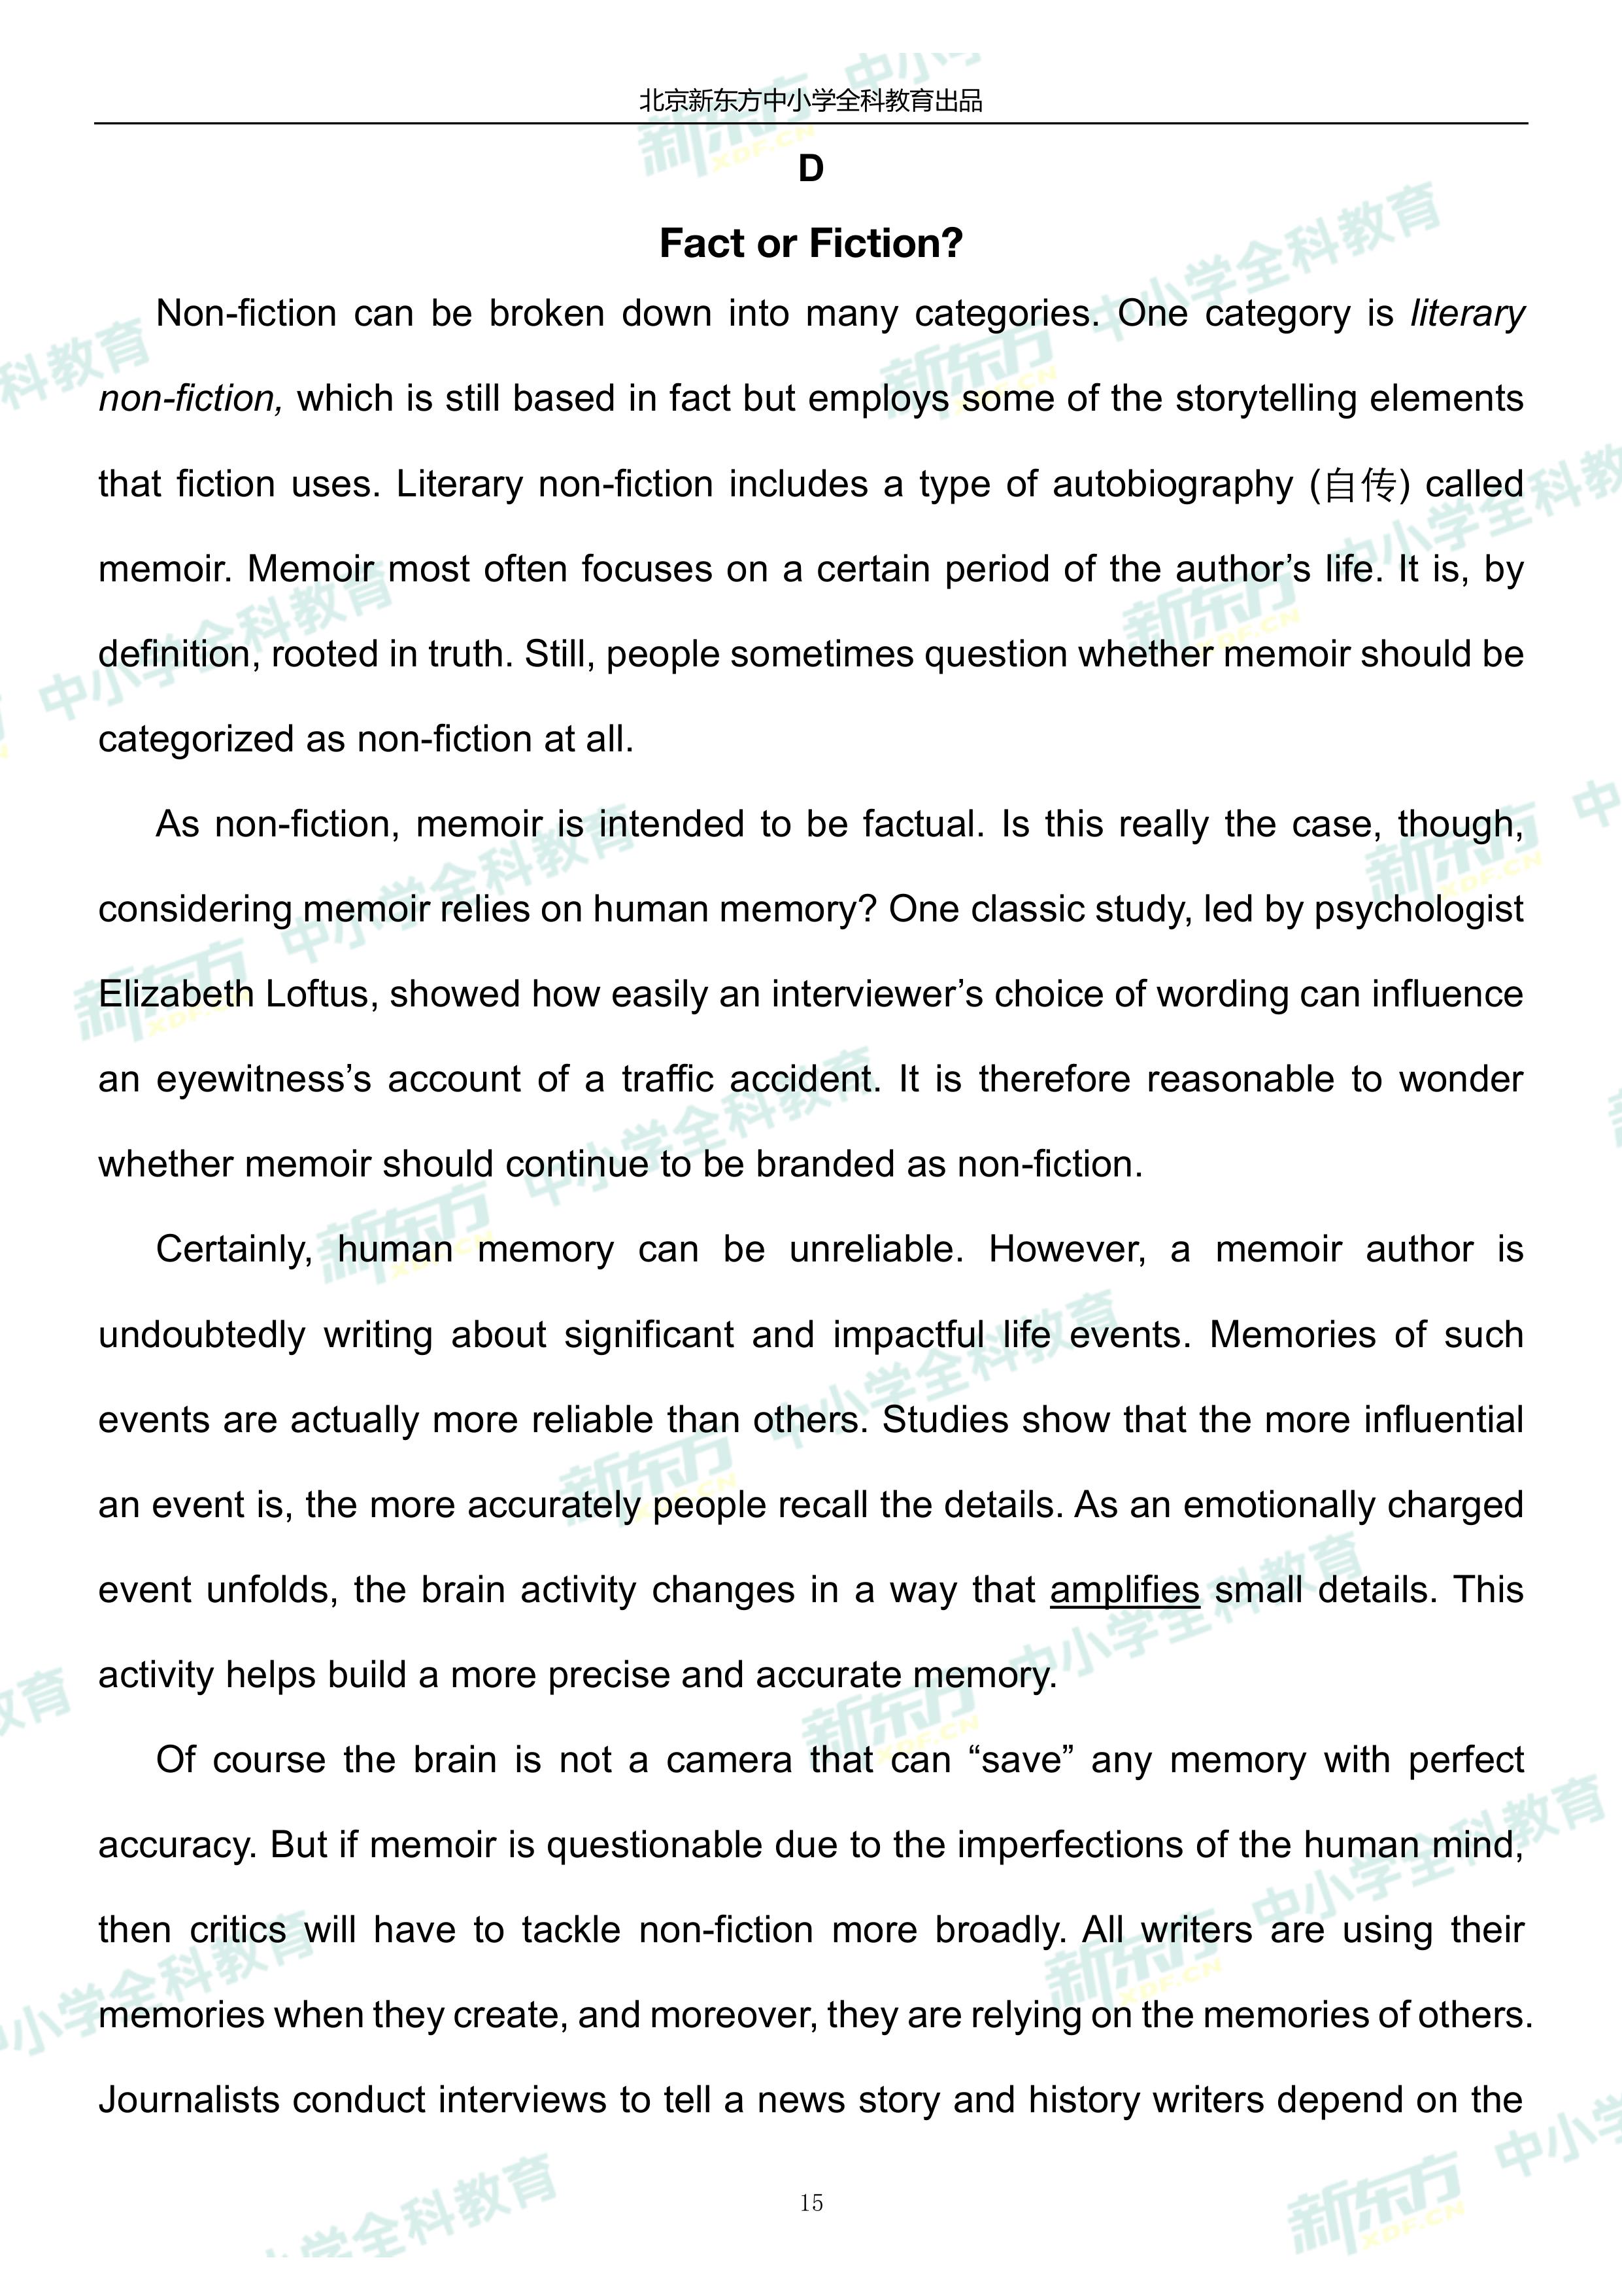 北京新东方中小学全科教育出品
D
Fact or Fiction?
Non-fiction can be broken down into many categories. One category is literary
non-fiction, which is still based in fact but employs some of the storytelling elements
that fiction uses. Literary non-fiction includes a type of autobiography (自传) called
memoir. Memoir most often focuses on a certain period of the author’s life. It is, by
definition, rooted in truth. Still, people sometimes question whether memoir should be
categorized as non-fiction at all.
As non-fiction, memoir is intended to be factual. Is this really the case, though,
considering memoir relies on human memory? One classic study, led by psychologist
Elizabeth Loftus, showed how easily an interviewer’s choice of wording can influence
an eyewitness’s account of a traffic accident. It is therefore reasonable to wonder
whether memoir should continue to be branded as non-fiction.
Certainly, human memory can be unreliable. However, a memoir author is
undoubtedly writing about significant and impactful life events. Memories of such
events are actually more reliable than others. Studies show that the more influential
an event is, the more accurately people recall the details. As an emotionally charged
event unfolds, the brain activity changes in a way that amplifies small details. This
activity helps build a more precise and accurate memory.
Of course the brain is not a camera that can “save” any memory with perfect
accuracy. But if memoir is questionable due to the imperfections of the human mind,
then critics will have to tackle non-fiction more broadly. All writers are using their
memories when they create, and moreover, they are relying on the memories of others.
Journalists conduct interviews to tell a news story and history writers depend on the
15
新东方 XDF.CN 中小学全科教育